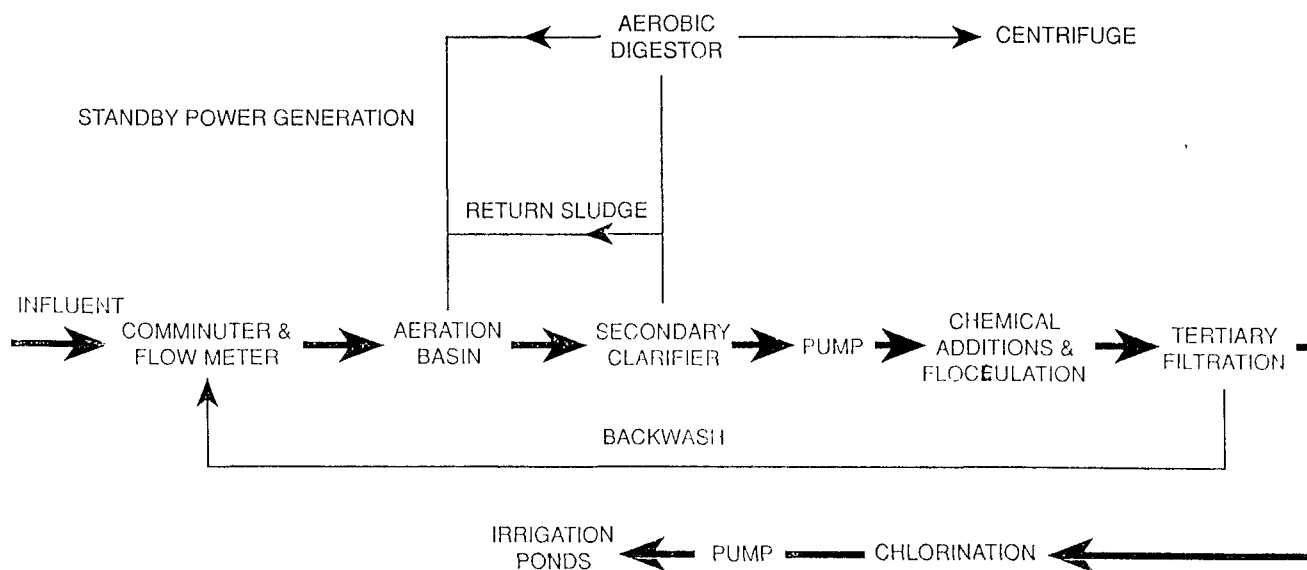 AEROBIC
DIGESTOR
CENTRIFUGE
STANDBY POWER GENERATION
RETURN SLUDGE
INFLUENT
COMMINUTER &
FLOW METER
AERATION
BASIN
SECONDARY
CLARIFIER
PUMP
CHEMICAL
ADDITIONS &
FLOCEULATION
TERTIARY
FILTRATION
BACKWASH
IRRIGATION
PONDS
PUMP
CHLORINATION